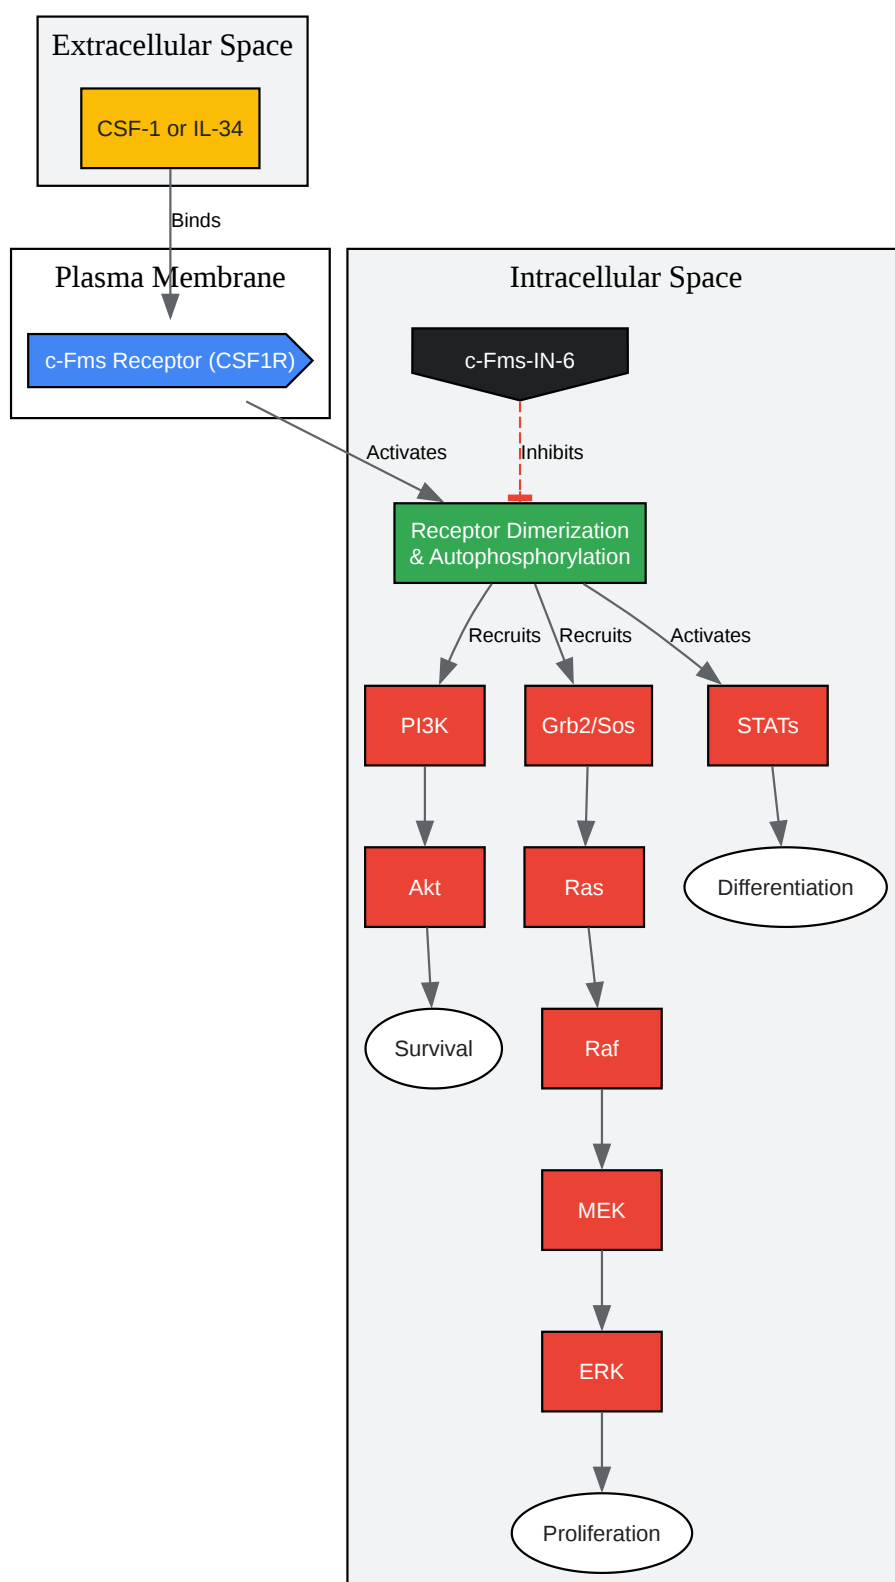 Extracellular Space
CSF-1 or IL-34
Binds
Plasma Membrane
c-Fms Receptor (CSF1R)
Intracellular Space
c-Fms-IN-6
Activates
Inhibits
Receptor Dimerization
& Autophosphorylation
Recruits
Recruits
Activates
PI3K
Grb2/Sos
STATs
Akt
Ras
Differentiation
Survival
Raf
MEK
ERK
Proliferation